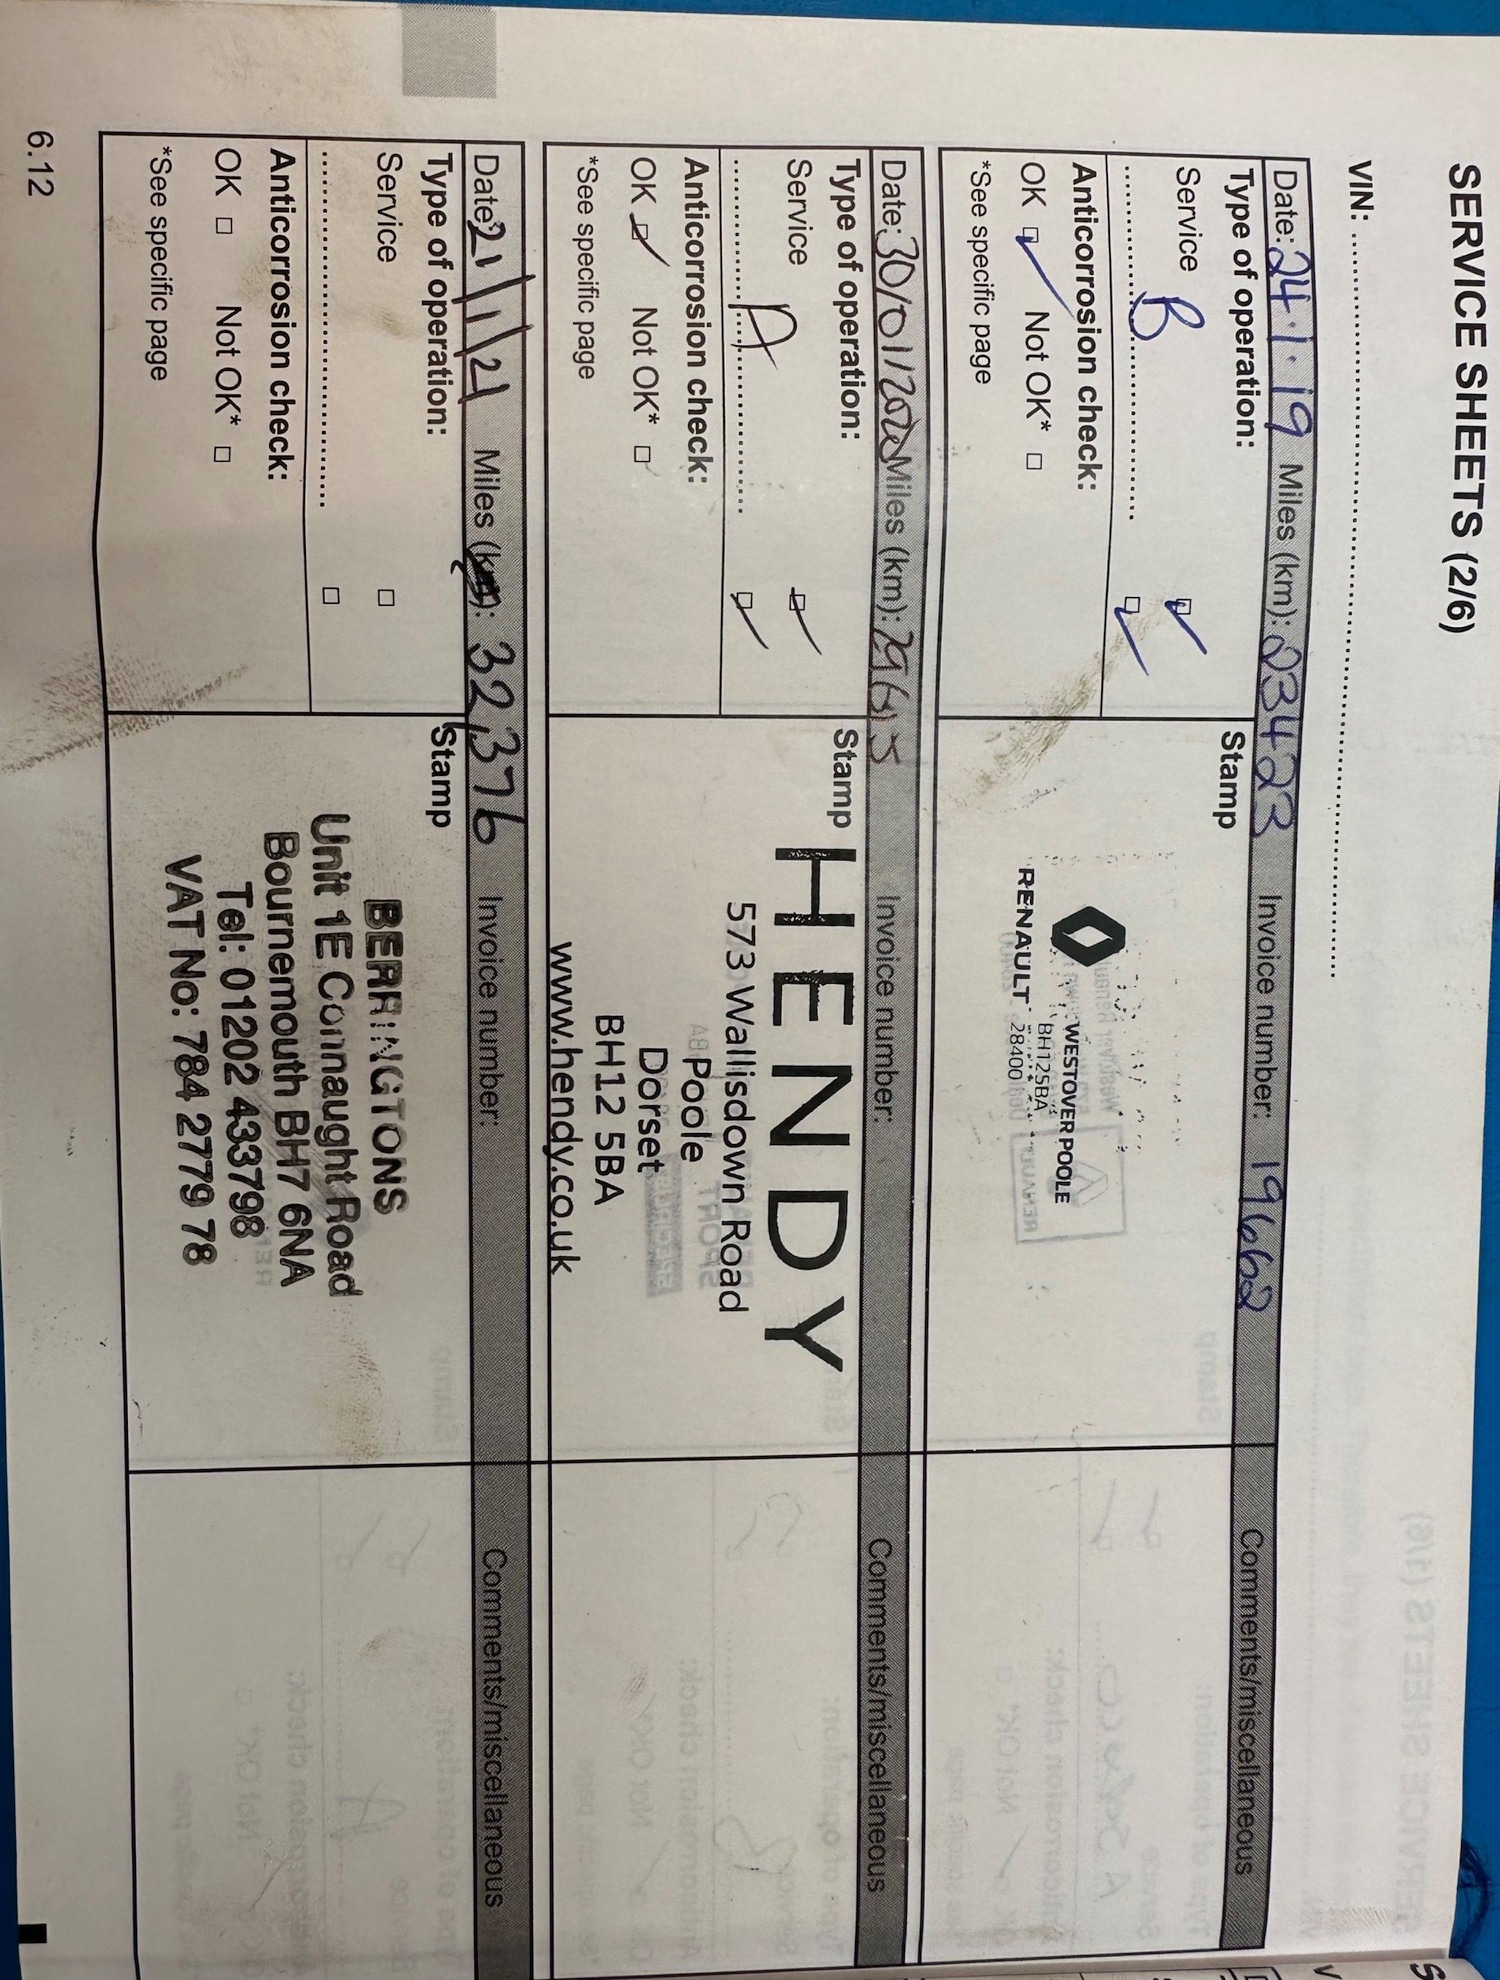 SERVICE SHEETS (2/6)
VIN: ........................................................
Date: 24.1.19 Miles (km): 23423 Invoice number: 19662 Comments/miscellaneous
Type of operation: Stamp
Service B
Anticorrosion check:
OK Not OK*
*See specific page
WESTOVER POOLE
BH125BA
RENAULT 28400
Date: 30/01/2020 Miles (km): 29615 Invoice number: Comments/miscellaneous
Type of operation: Stamp
Service A
Anticorrosion check:
OK Not OK*
*See specific page
HENDY
573 Wallisdown Road
Poole
Dorset
BH12 5BA
www.hendy.co.uk
Date: 21/1/21 Miles (km): 32,376 Invoice number: Comments/miscellaneous
Type of operation: Stamp
Service
Anticorrosion check:
OK Not OK*
*See specific page
BERRINGTONS
Unit 1E Connaught Road
Bournemouth BH7 6NA
Tel: 01202 433798
VAT No: 784 2779 78
6.12